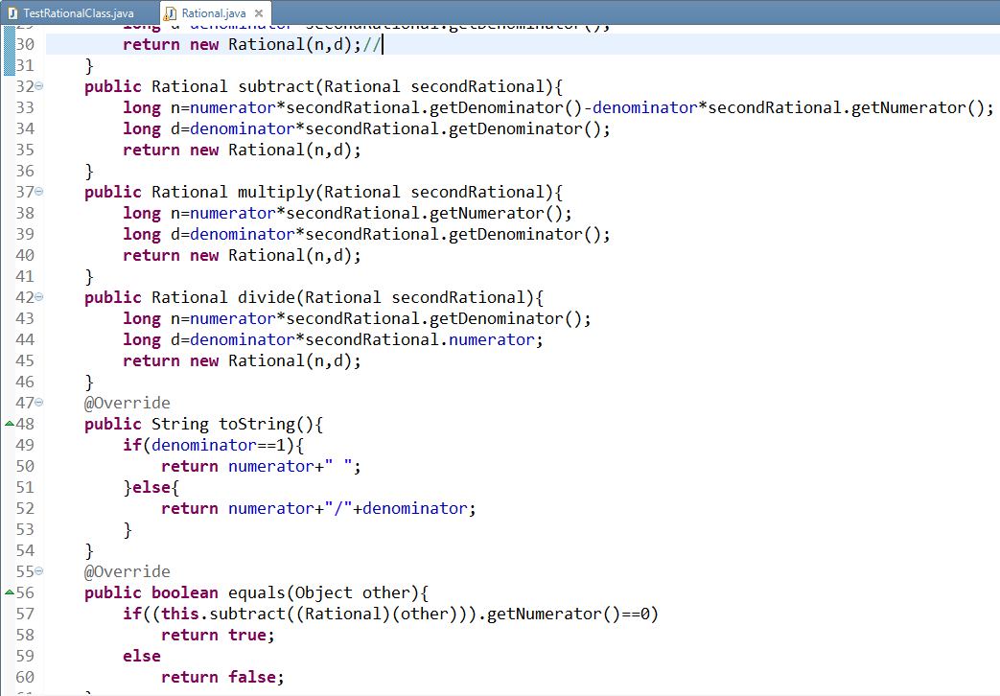 TestRationalClass.java Rational.java
29 long d=denominator*secondRational.getDenominator();
30 return new Rational(n,d);//
31 }
32 public Rational subtract(Rational secondRational){
33 long n=numerator*secondRational.getDenominator()-denominator*secondRational.getNumerator();
34 long d=denominator*secondRational.getDenominator();
35 return new Rational(n,d);
36 }
37 public Rational multiply(Rational secondRational){
38 long n=numerator*secondRational.getNumerator();
39 long d=denominator*secondRational.getDenominator();
40 return new Rational(n,d);
41 }
42 public Rational divide(Rational secondRational){
43 long n=numerator*secondRational.getDenominator();
44 long d=denominator*secondRational.numerator;
45 return new Rational(n,d);
46 }
47 @Override
48 public String toString(){
49 if(denominator==1){
50 return numerator+" ";
51 }else{
52 return numerator+"/"+denominator;
53 }
54 }
55 @Override
56 public boolean equals(Object other){
57 if((this.subtract((Rational)(other))).getNumerator()==0)
58 return true;
59 else
60 return false;
61 }